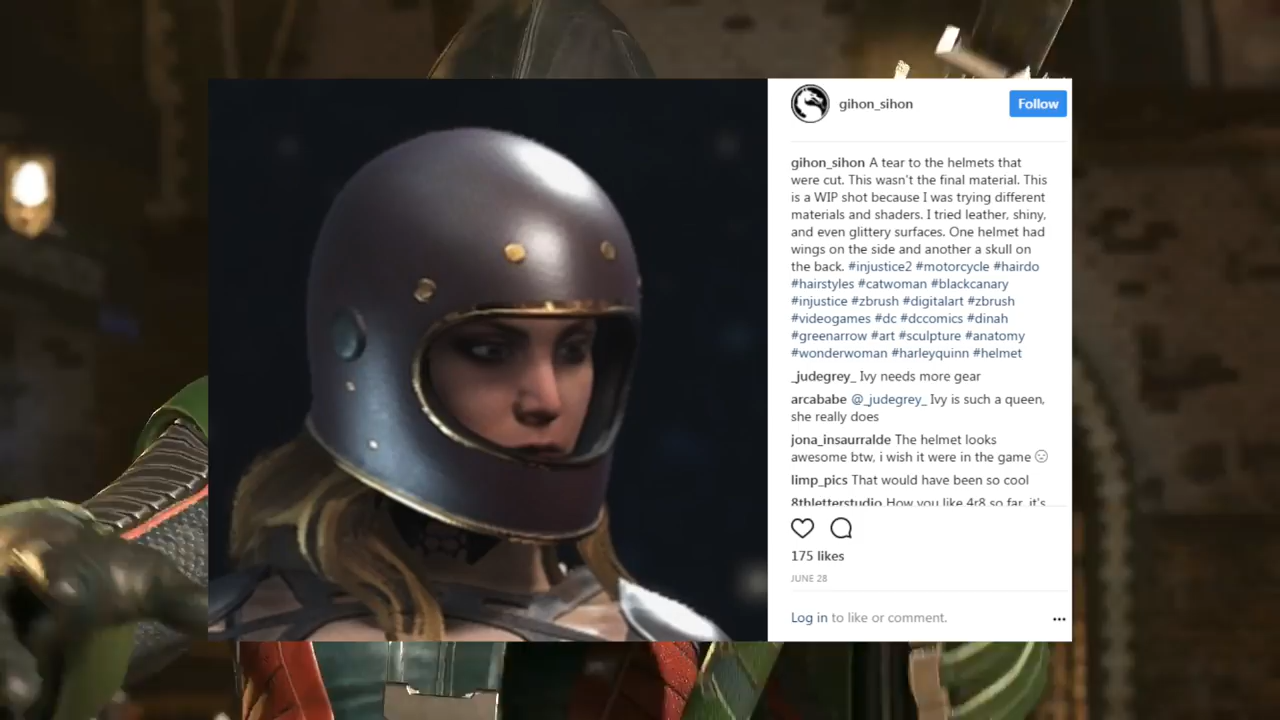 gihon_sihon
Follow
gihon_sihon A tear to the helmets that
were cut. This wasn't the final material. This
is a WIP shot because I was trying different
materials and shaders. I tried leather, shiny,
and even glittery surfaces. One helmet had
wings on the side and another a skull on
the back. #injustice2 #motorcycle #hairdo
#hairstyles #catwoman #blackcanary
#injustice #zbrush #digitalart #zbrush
#videogames #dc #dccomics #dinah
#greenarrow #art #sculpture #anatomy
#wonderwoman #harleyquinn #helmet
_judegrey_ Ivy needs more gear
arcababe @_judegrey_ Ivy is such a queen,
she really does
jona_insaurralde The helmet looks
awesome btw, i wish it were in the game 😔
limp_pics That would have been so cool
8thletterstudio How you like 4r8 so far, it's
175 likes
JUNE 28
Log in to like or comment.